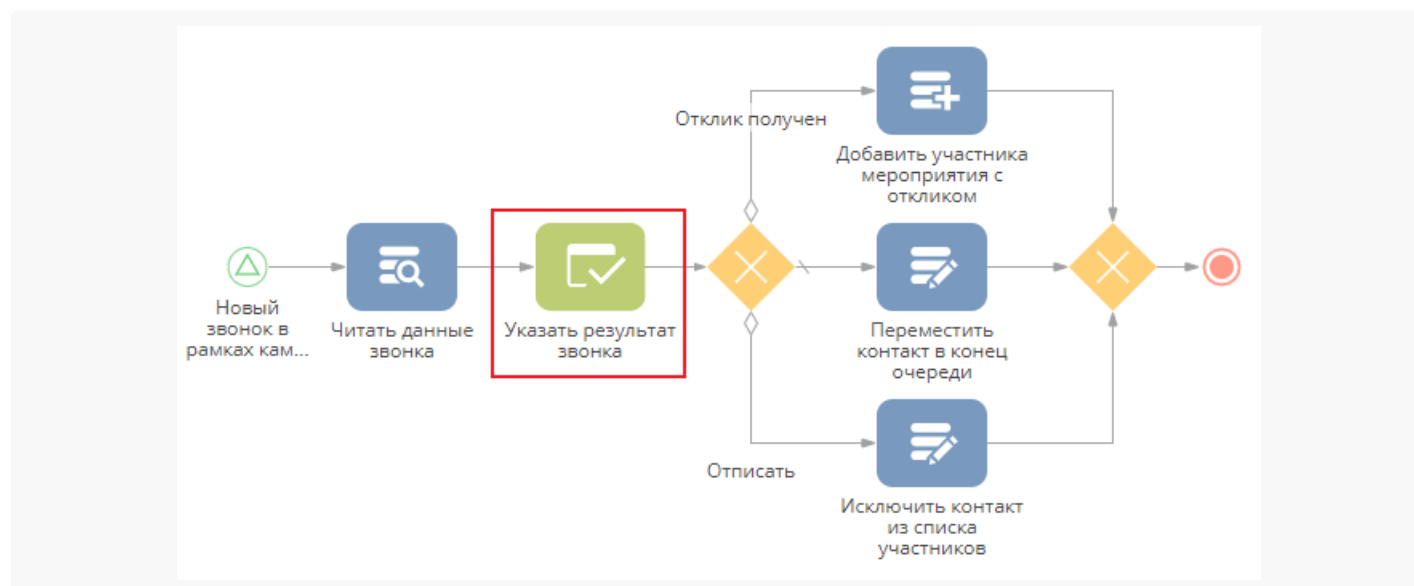 Отклик получен
Добавить участника
мероприятия с
откликом
Новый
звонок в
рамках кам...
Читать данные
звонка
Указать результат
звонка
Переместить
контакт в конец
очереди
Отписать
Исключить контакт
из списка
участников